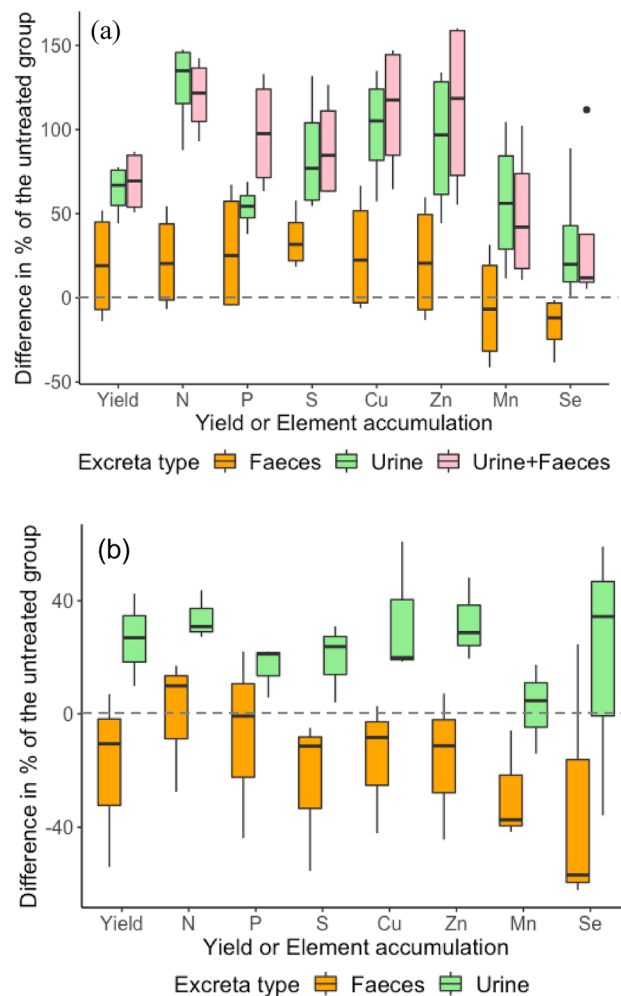 (a)
Difference in % of the untreated group
150
100
50
0
-50
Yield N P S Cu Zn Mn Se
Yield or Element accumulation
Excreta type Faeces Urine Urine+Faeces
(b)
Difference in % of the untreated group
40
0
-40
Yield N P S Cu Zn Mn Se
Yield or Element accumulation
Excreta type Faeces Urine